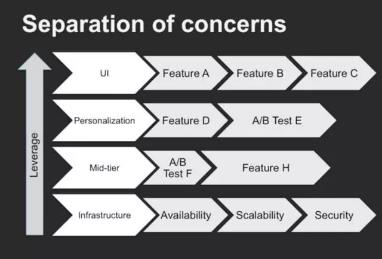 Separation of concerns
Leverage
UI
Feature A
Feature B
Feature C
Personalization
Feature D
A/B Test E
Mid-tier
A/B
Test F
Feature H
Infrastructure
Availability
Scalability
Security